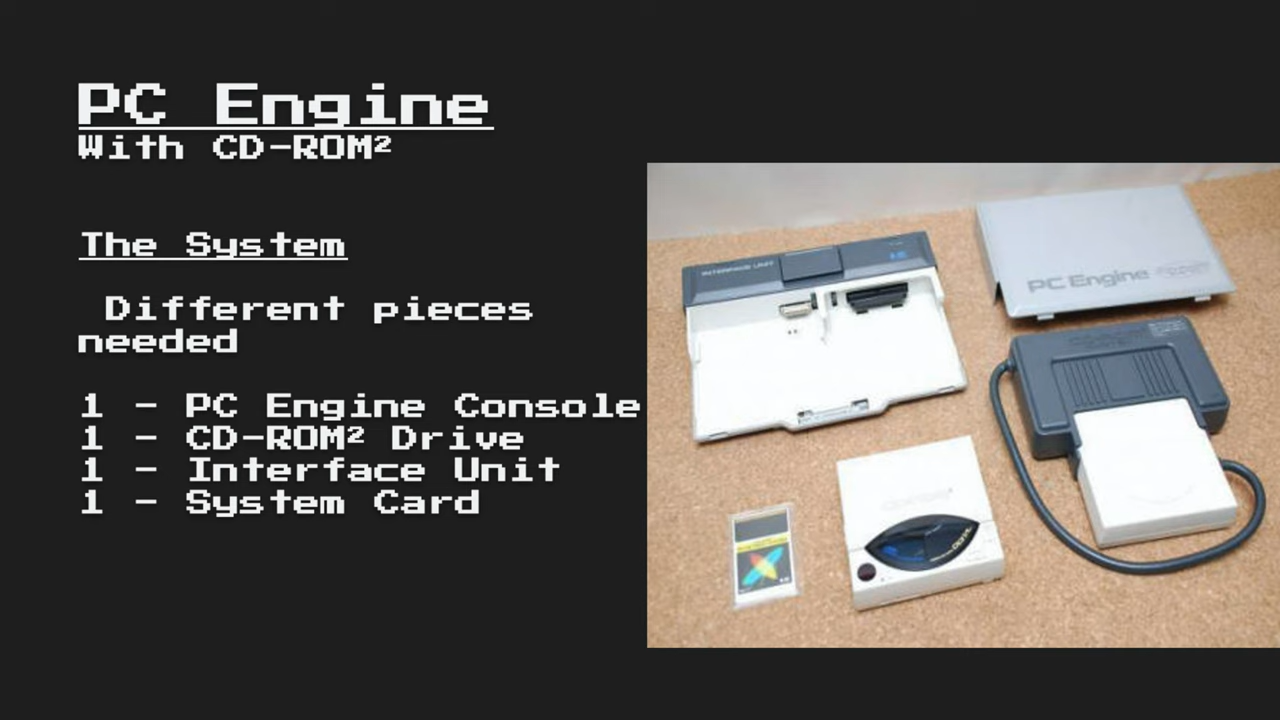 PC Engine
With CD-ROM²
The System
Different pieces
needed
1 - PC Engine Console
1 - CD-ROM² Drive
1 - Interface Unit
1 - System Card
INTERFACE UNIT
PC Engine